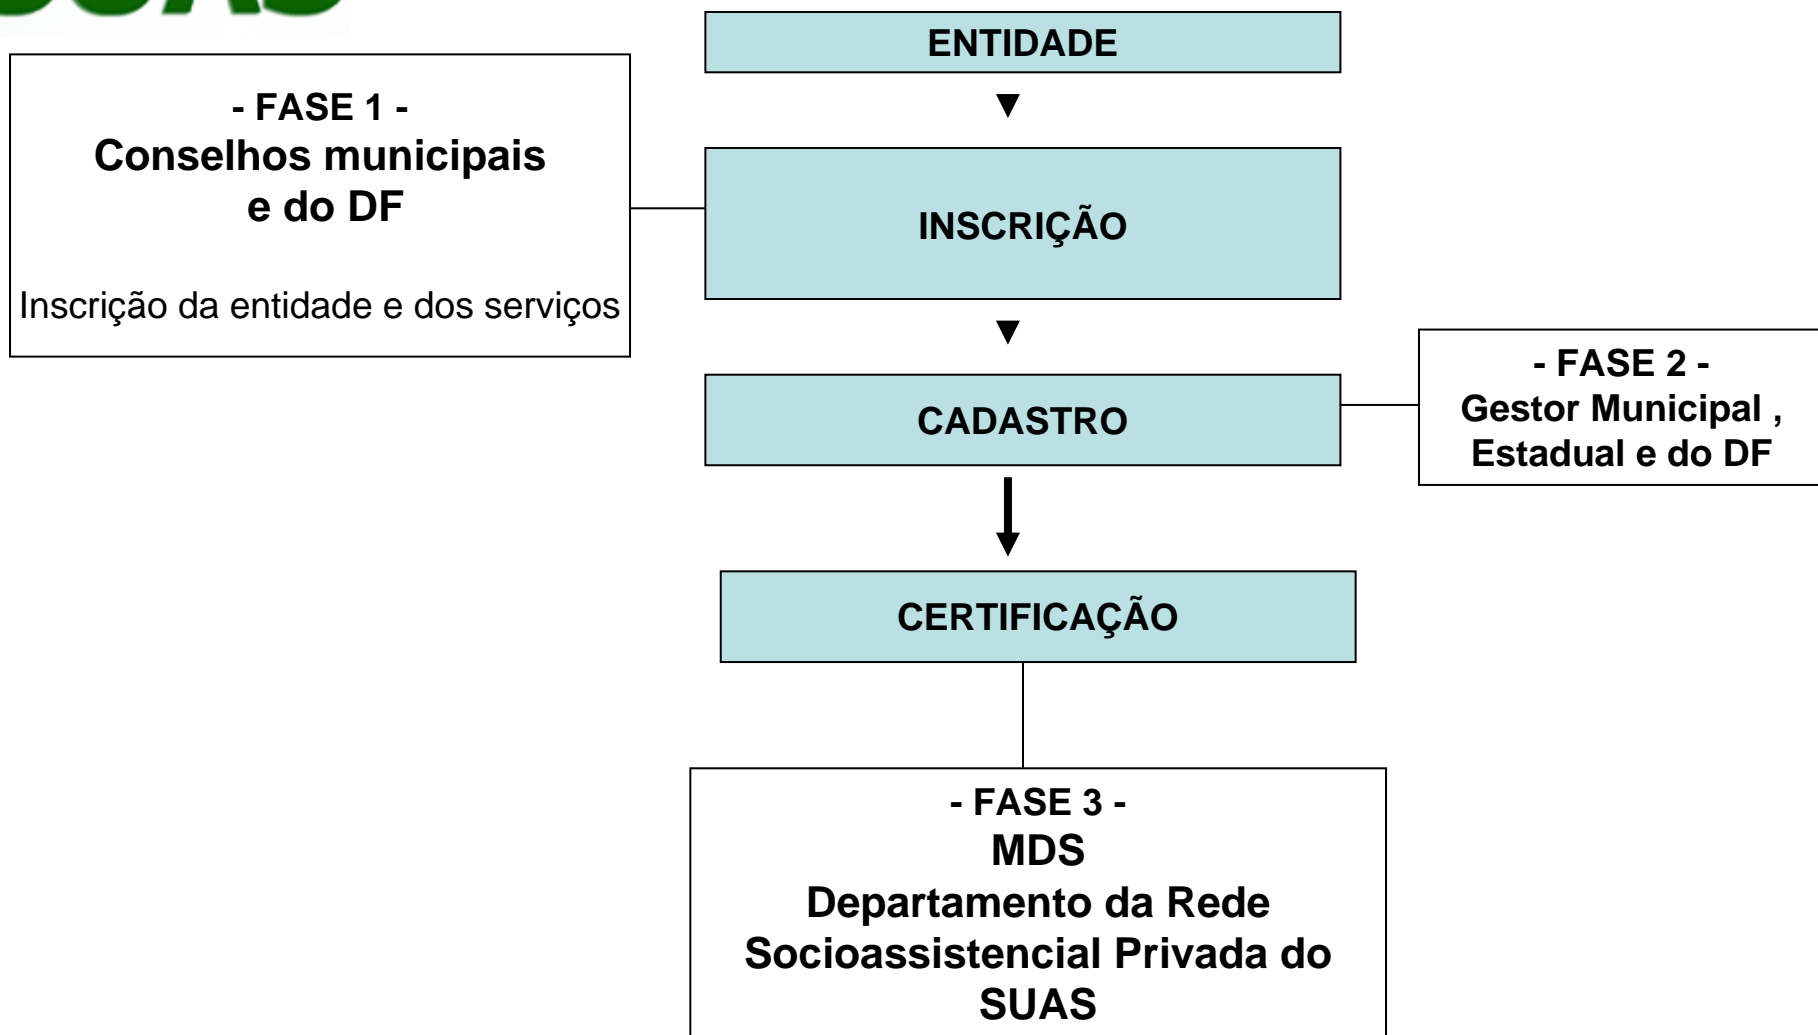 SUAS
ENTIDADE
- FASE 1 -
Conselhos municipais
e do DF
Inscrição da entidade e dos serviços
INSCRIÇÃO
CADASTRO
- FASE 2 -
Gestor Municipal ,
Estadual e do DF
CERTIFICAÇÃO
- FASE 3 -
MDS
Departamento da Rede
Socioassistencial Privada do
SUAS